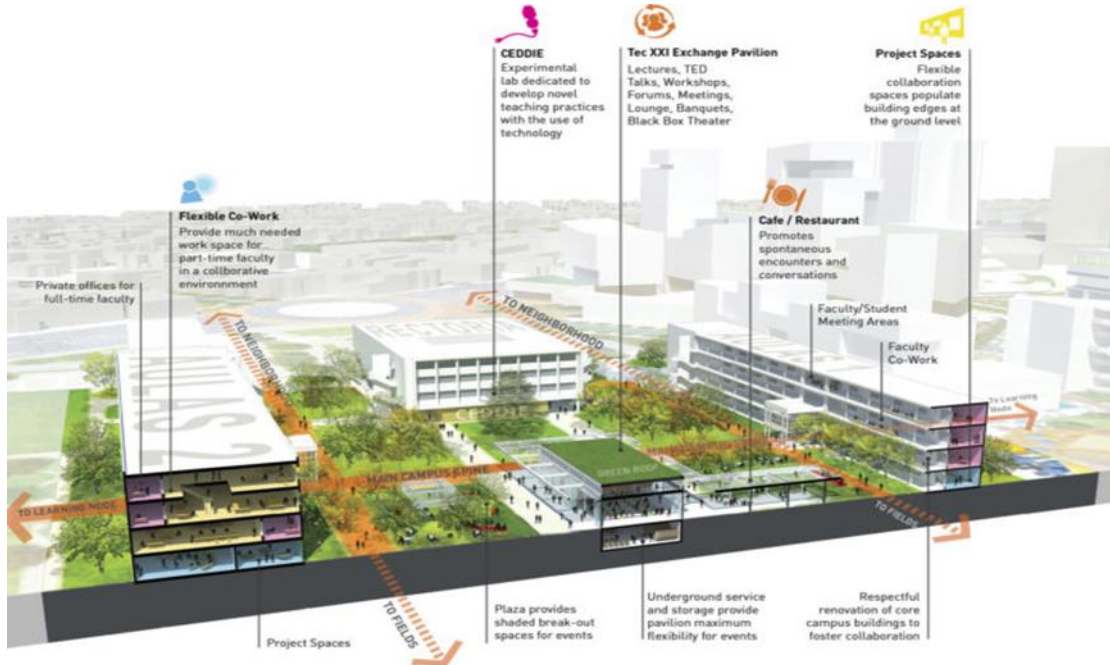 CEDDIE
Experimental
lab dedicated to
develop novel
teaching practices
with the use of
technology
Tec XXI Exchange Pavilion
Lectures, TED
Talks, Workshops,
Forums, Meetings,
Lounge, Banquets,
Black Box Theater
Project Spaces
Flexible
collaboration
spaces populate
building edges at
the ground level
Flexible Co-Work
Provide much needed
work space for
part-time faculty
in a collborative
environnment
Private offices for
full-time faculty
Cafe / Restaurant
Promotes
spontaneous
encounters and
conversations
Faculty/Student
Meeting Areas
Faculty
Co-Work
TO NEIGHBORHOOD
TO NEIGHBORHOOD
CEDDIE
To Learning
Node
GREEN ROOF
MAIN CAMPUS SPINE
TO LEARNING NODE
TO FIELDS
TO FIELDS
Project Spaces
Plaza provides
shaded break-out
spaces for events
Underground service
and storage provide
pavilion maximum
flexibility for events
Respectful
renovation of core
campus buildings to
foster collaboration